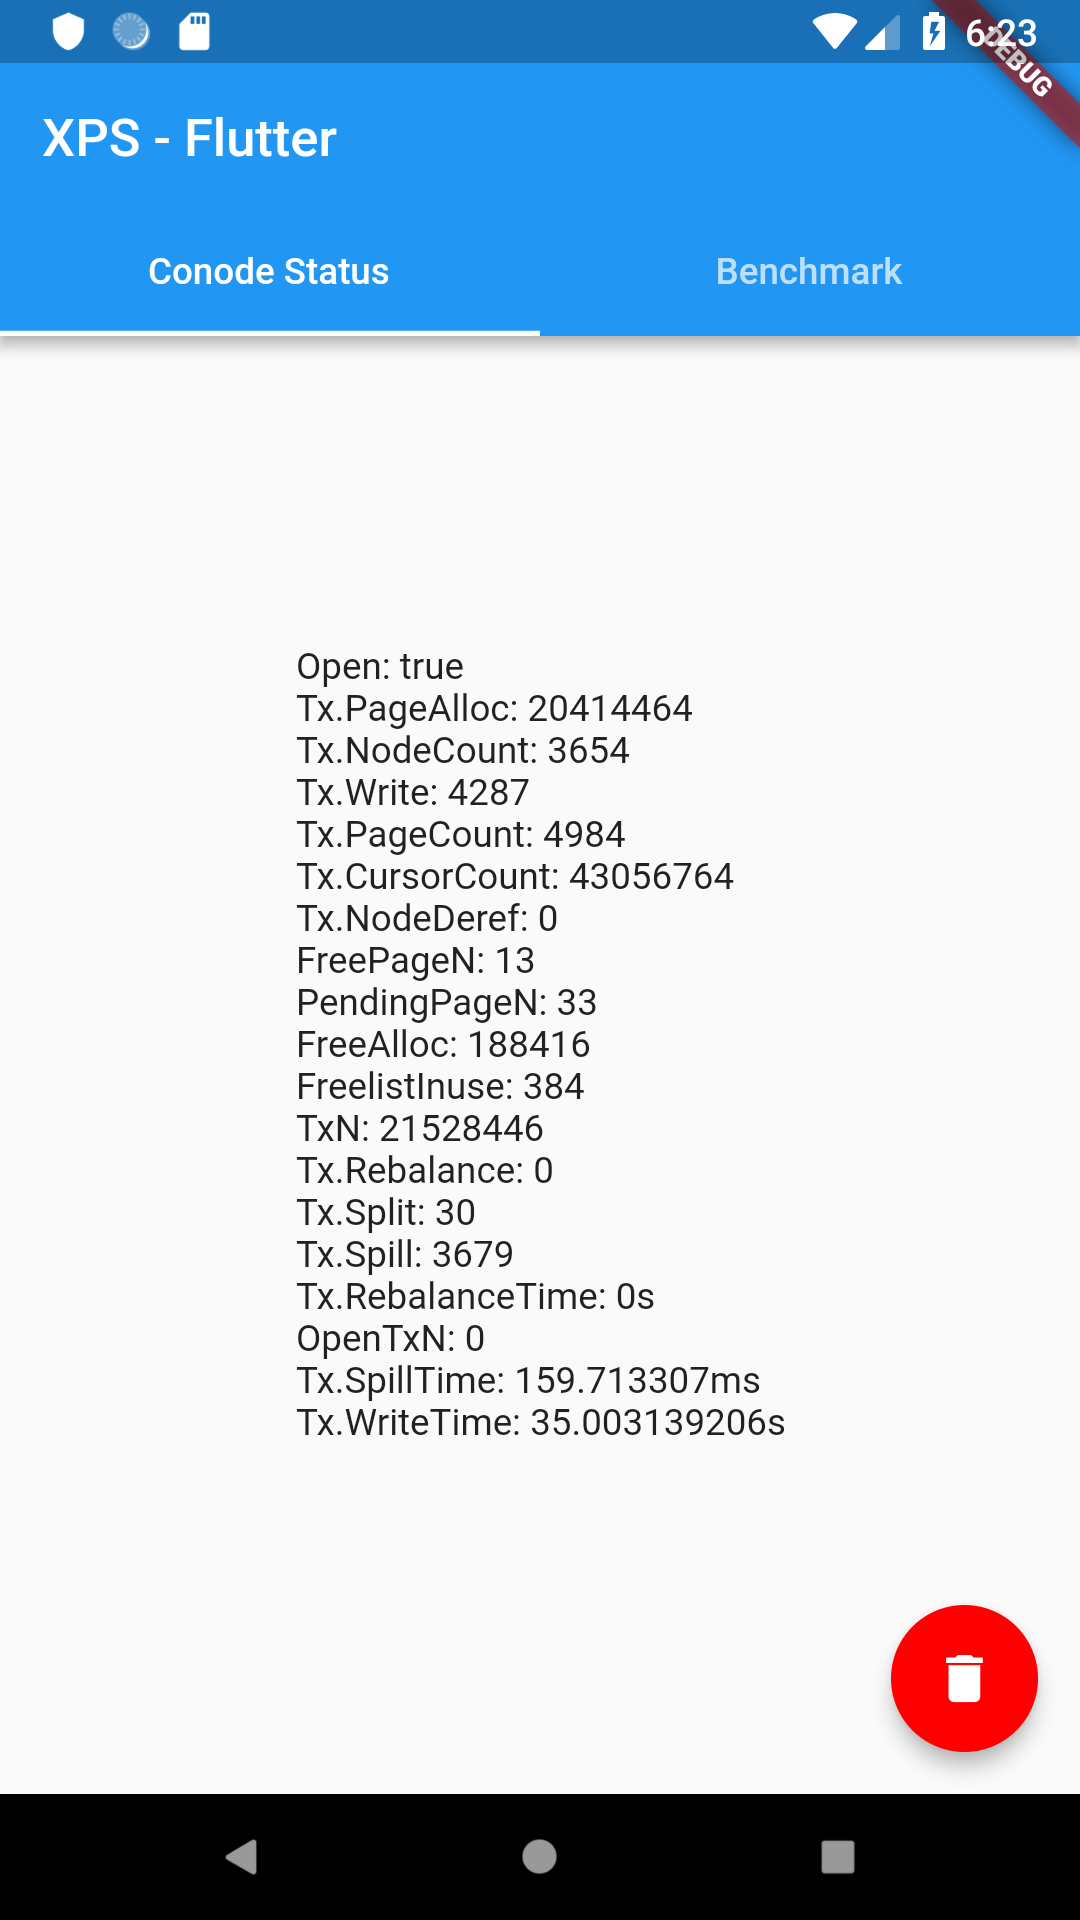 6:23
DEBUG
XPS - Flutter
Conode Status
Benchmark
Open: true
Tx.PageAlloc: 20414464
Tx.NodeCount: 3654
Tx.Write: 4287
Tx.PageCount: 4984
Tx.CursorCount: 43056764
Tx.NodeDeref: 0
FreePageN: 13
PendingPageN: 33
FreeAlloc: 188416
FreelistInuse: 384
TxN: 21528446
Tx.Rebalance: 0
Tx.Split: 30
Tx.Spill: 3679
Tx.RebalanceTime: 0s
OpenTxN: 0
Tx.SpillTime: 159.713307ms
Tx.WriteTime: 35.003139206s